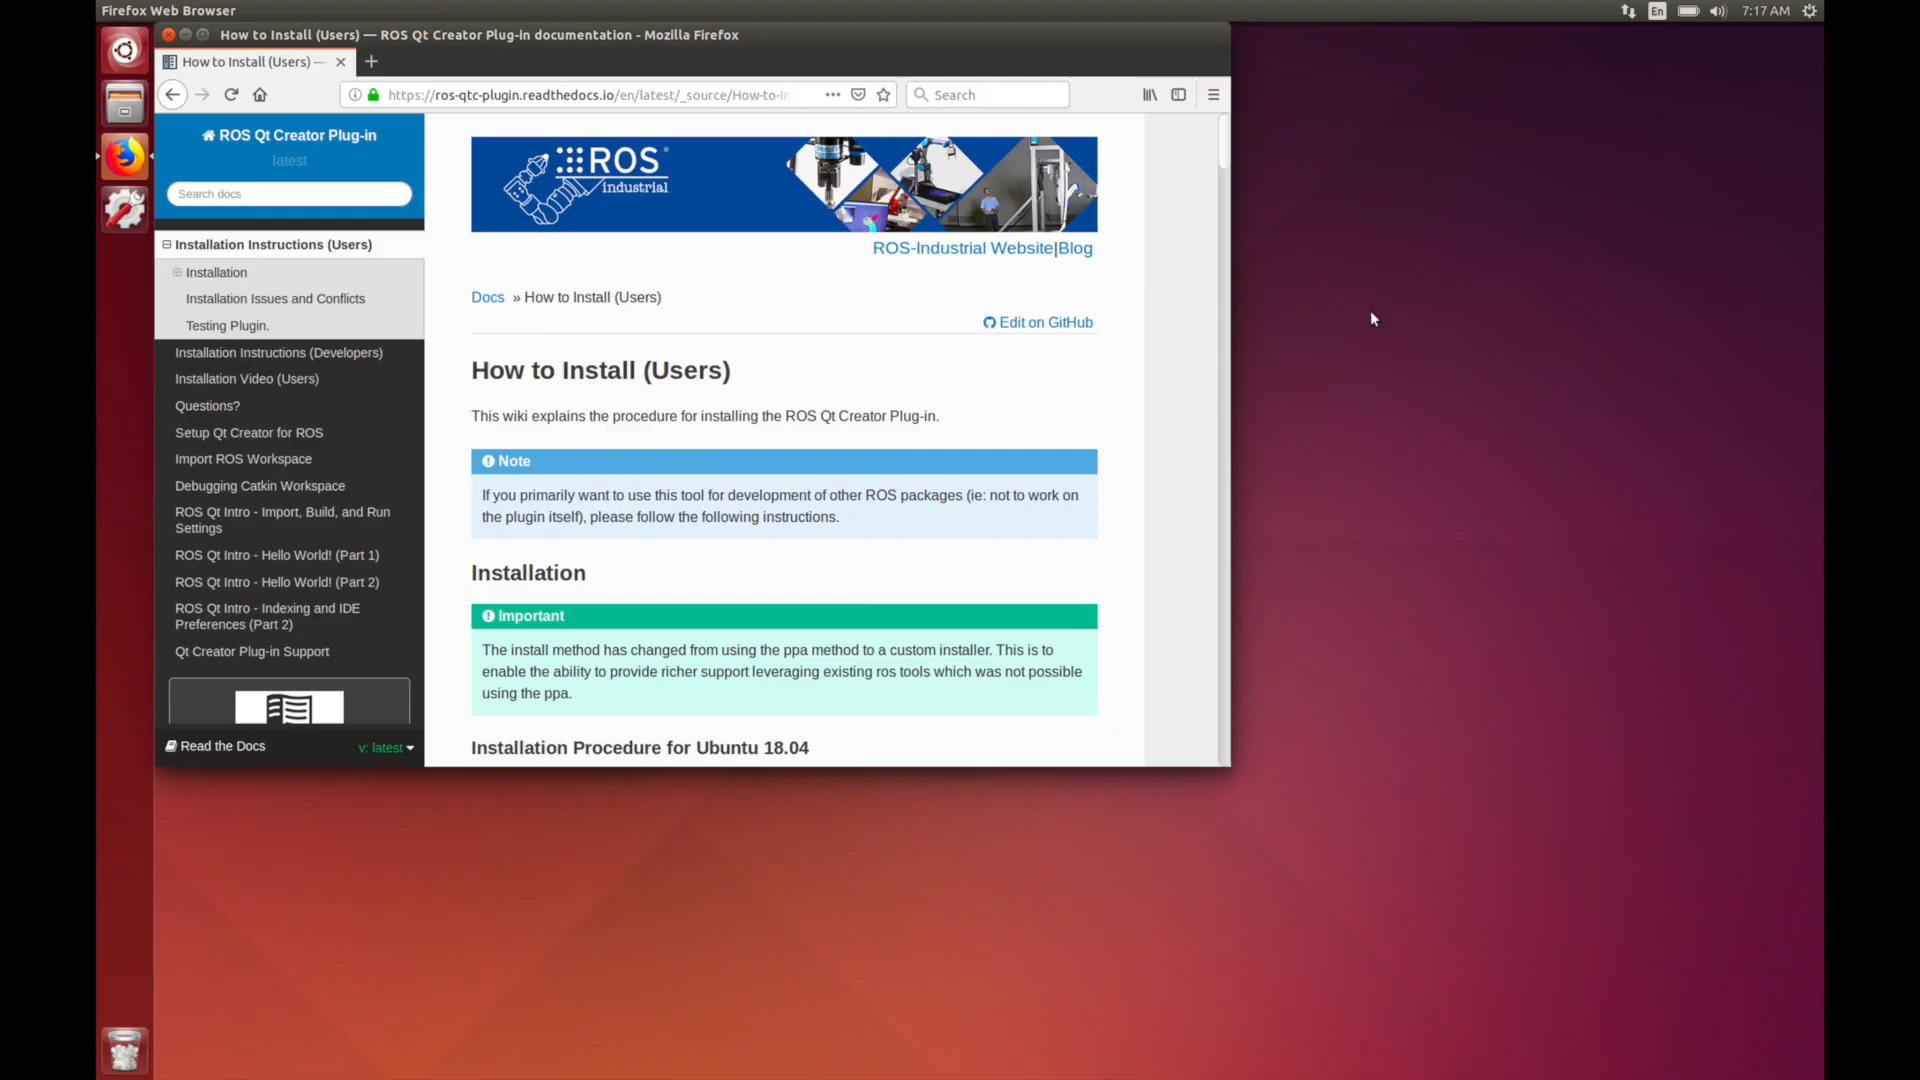 Firefox Web Browser
En
7:17 AM
How to Install (Users) — ROS Qt Creator Plug-in documentation - Mozilla Firefox
How to Install (Users) —
https://ros-qtc-plugin.readthedocs.io/en/latest/_source/How-to-In
Search
ROS Qt Creator Plug-in
latest
Search docs
Installation Instructions (Users)
Installation
Installation Issues and Conflicts
Testing Plugin.
Installation Instructions (Developers)
Installation Video (Users)
Questions?
Setup Qt Creator for ROS
Import ROS Workspace
Debugging Catkin Workspace
ROS Qt Intro - Import, Build, and Run
Settings
ROS Qt Intro - Hello World! (Part 1)
ROS Qt Intro - Hello World! (Part 2)
ROS Qt Intro - Indexing and IDE
Preferences (Part 2)
Qt Creator Plug-in Support
Read the Docs
v: latest
ROS
industrial
ROS-Industrial Website|Blog
Docs » How to Install (Users)
Edit on GitHub
How to Install (Users)
This wiki explains the procedure for installing the ROS Qt Creator Plug-in.
Note
If you primarily want to use this tool for development of other ROS packages (ie: not to work on
the plugin itself), please follow the following instructions.
Installation
Important
The install method has changed from using the ppa method to a custom installer. This is to
enable the ability to provide richer support leveraging existing ros tools which was not possible
using the ppa.
Installation Procedure for Ubuntu 18.04